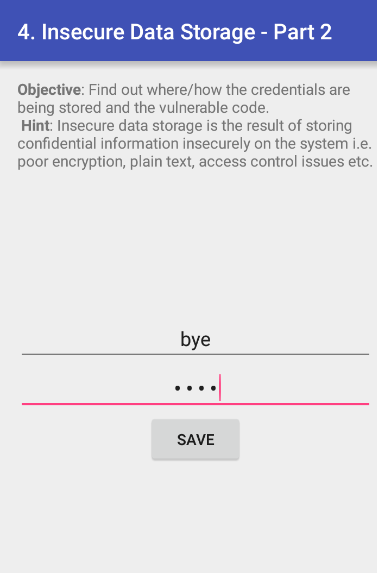 4. Insecure Data Storage - Part 2
Objective: Find out where/how the credentials are
being stored and the vulnerable code.
Hint: Insecure data storage is the result of storing
confidential information insecurely on the system i.e.
poor encryption, plain text, access control issues etc.
bye
••••
SAVE